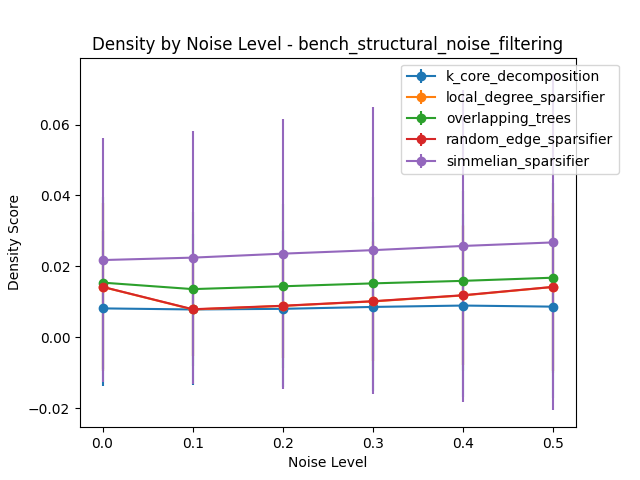 Density by Noise Level - bench_structural_noise_filtering
k_core_decomposition
local_degree_sparsifier
overlapping_trees
random_edge_sparsifier
simmelian_sparsifier
Density Score
0.06
0.04
0.02
0.00
−0.02
0.0 0.1 0.2 0.3 0.4 0.5
Noise Level